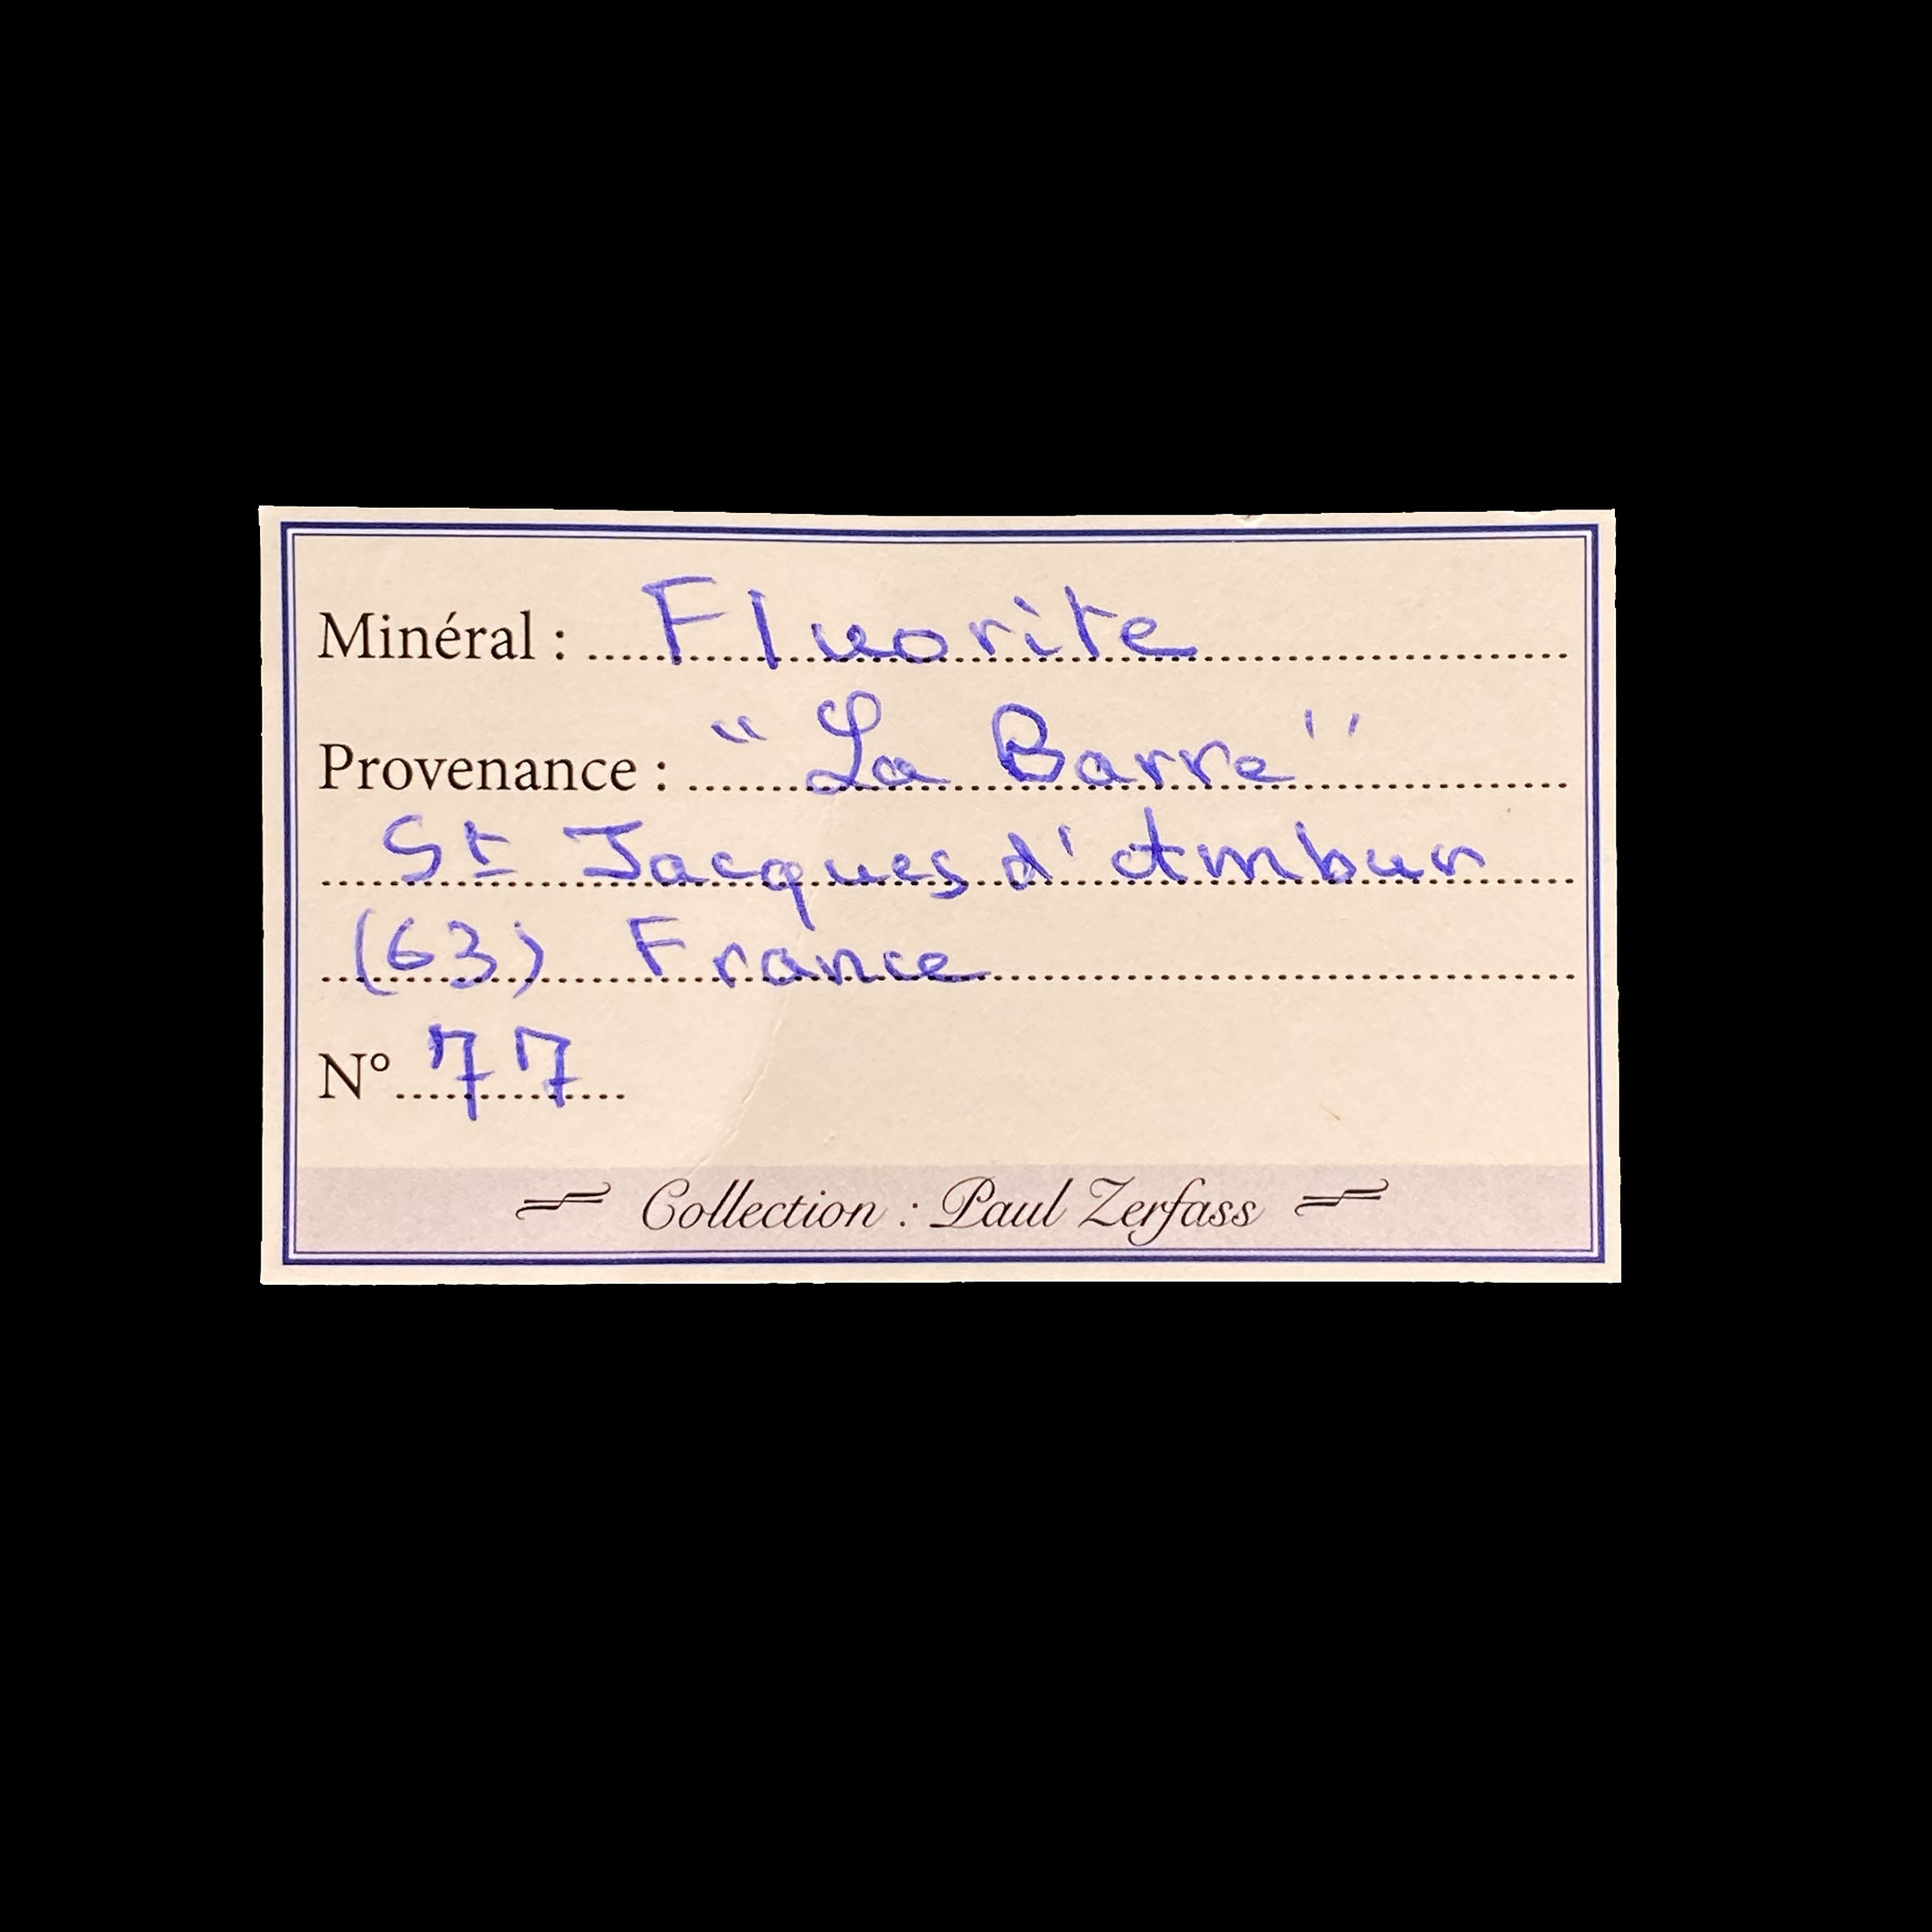 Minéral : Fluorite
Provenance : "La Barre"
St Jacques d'Ambur
(63) France
N° 77
Collection : Paul Zerfass